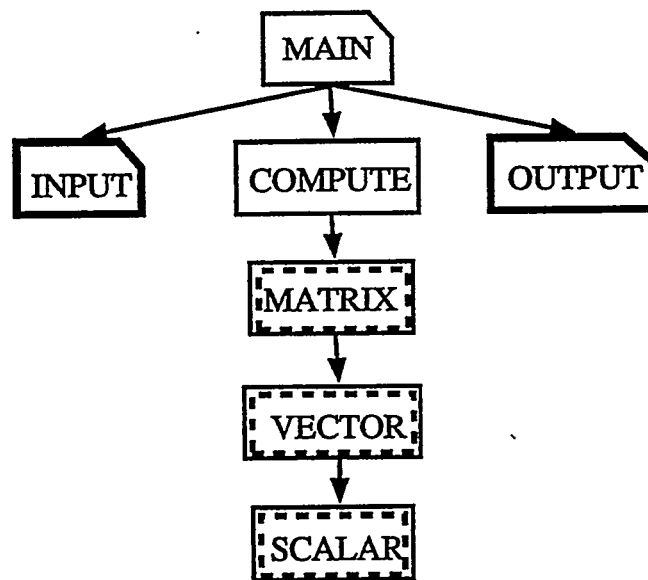 MAIN
INPUT
COMPUTE
OUTPUT
MATRIX
VECTOR
SCALAR